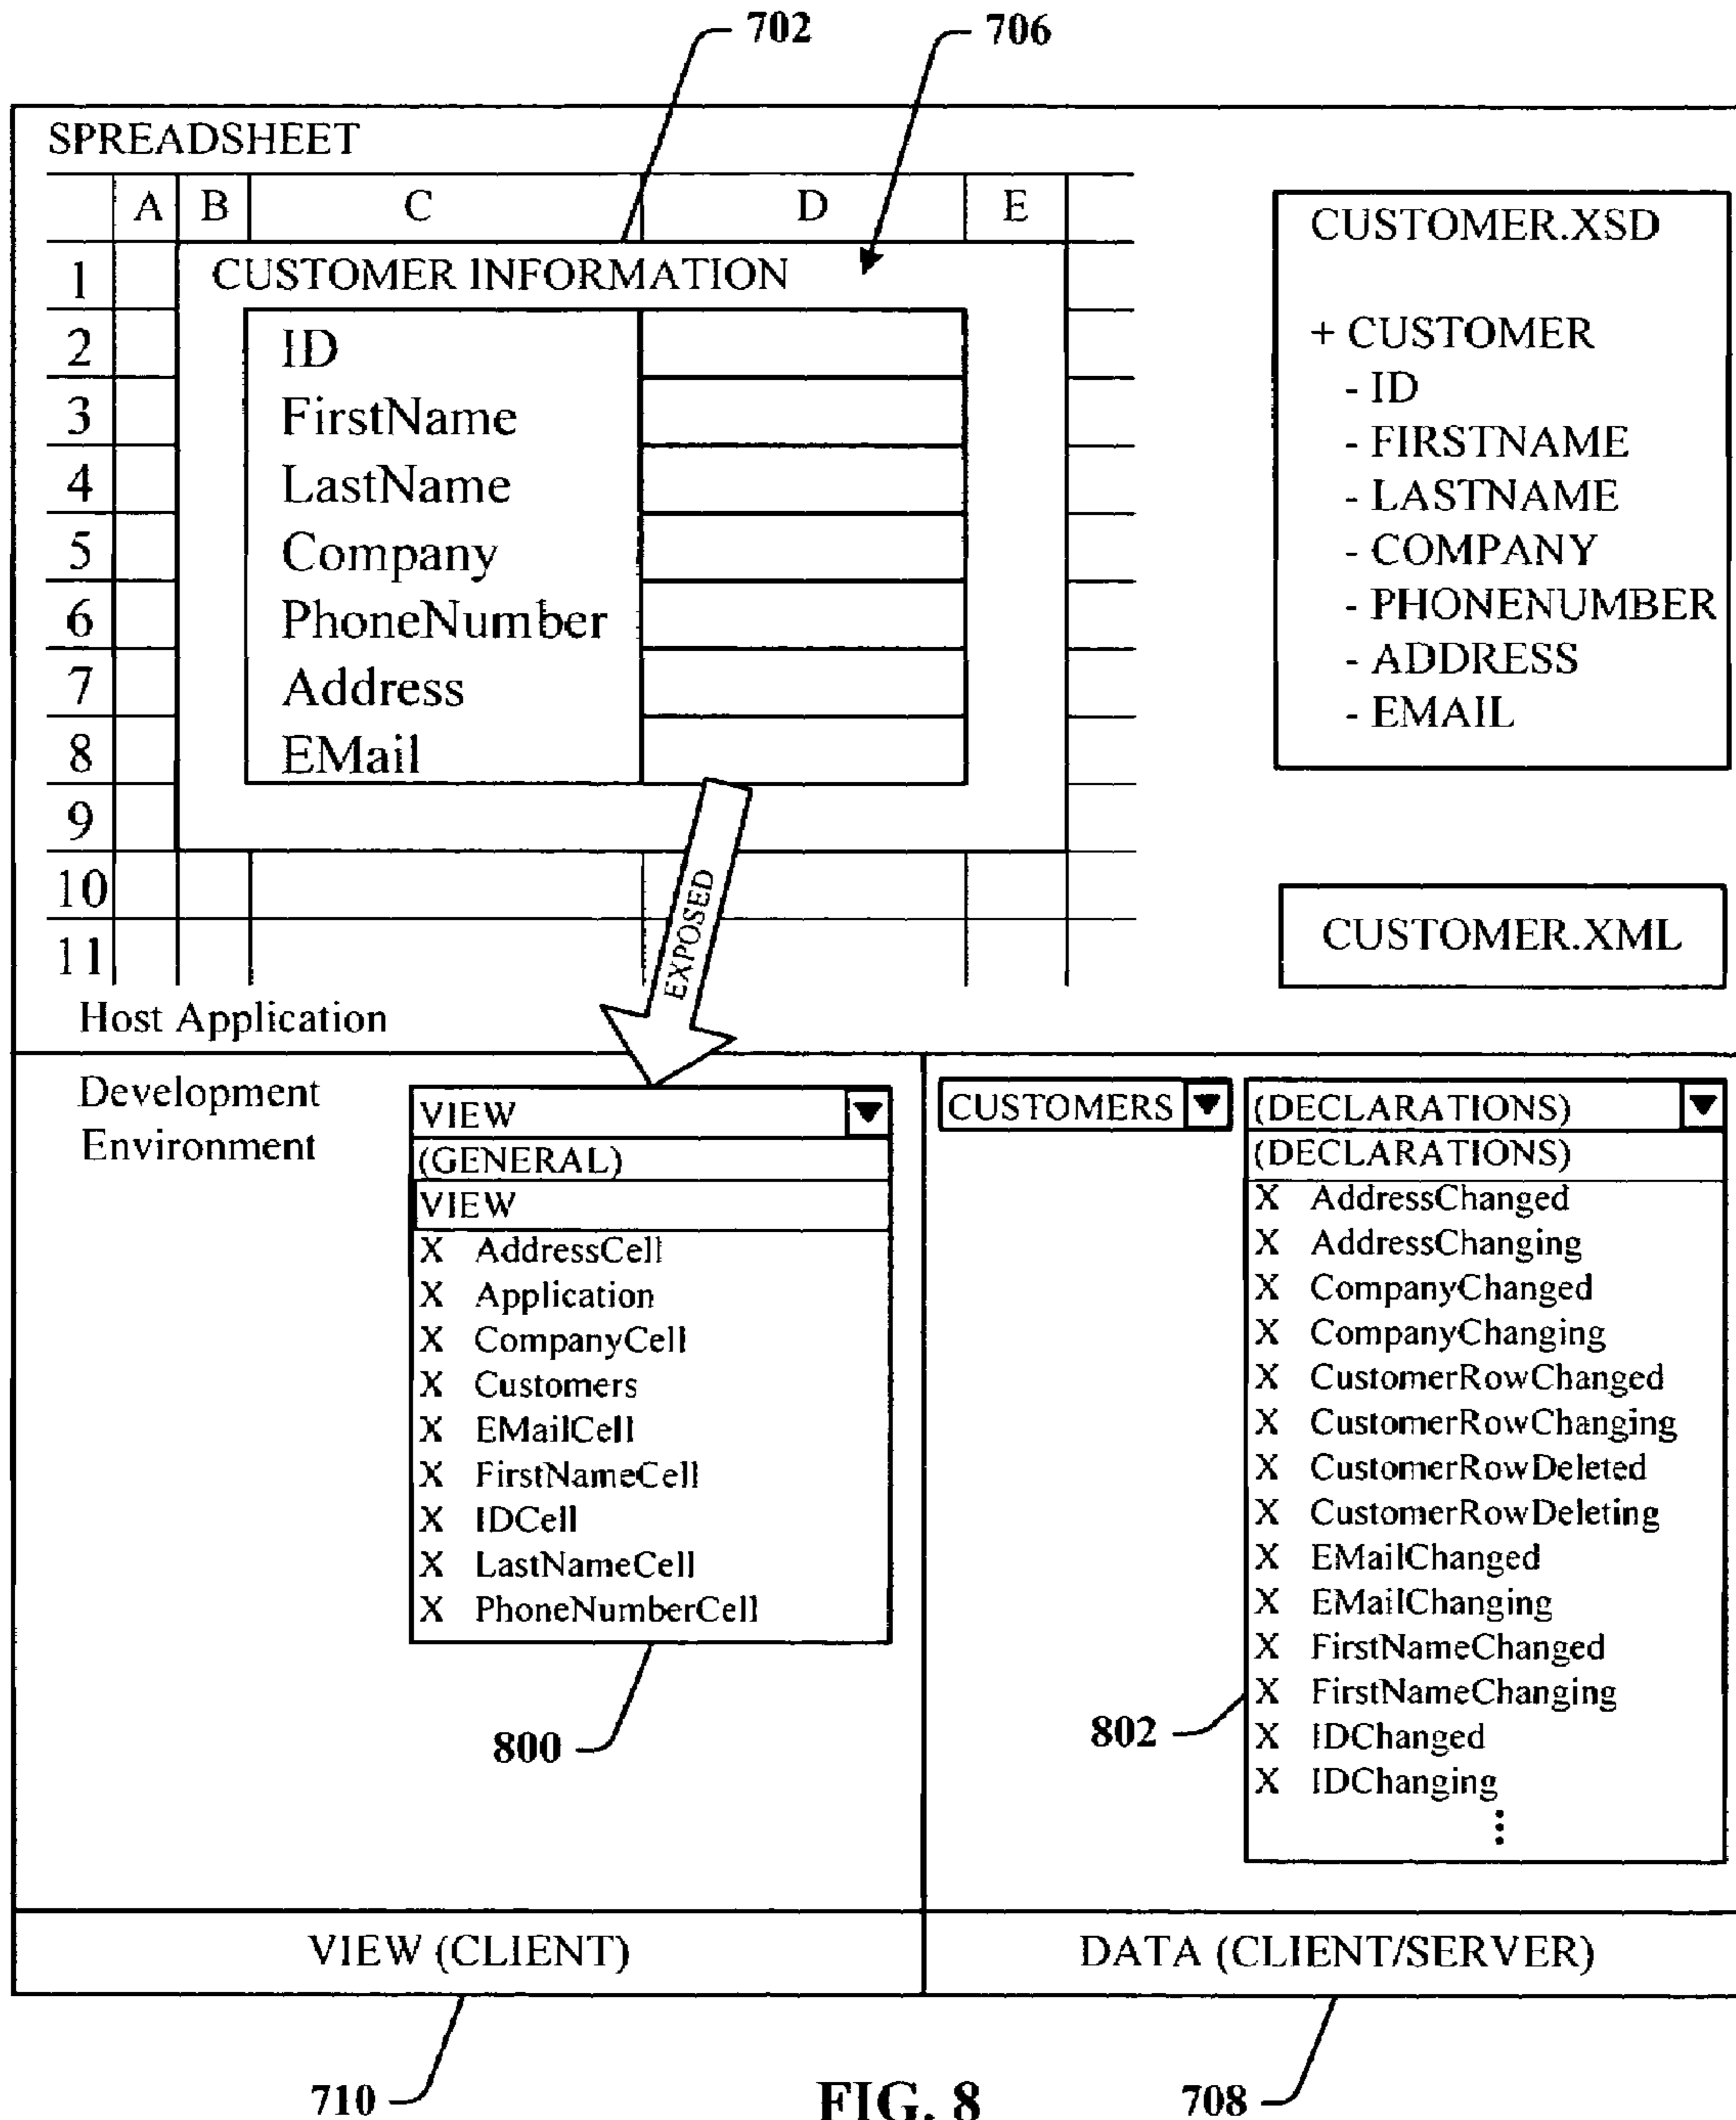 702
706
SPREADSHEET
A B C D E
1 CUSTOMER INFORMATION
2 ID
3 FirstName
4 LastName
5 Company
6 PhoneNumber
7 Address
8 EMail
9
10
11
EXPOSED
Host Application
CUSTOMER.XSD
+ CUSTOMER
- ID
- FIRSTNAME
- LASTNAME
- COMPANY
- PHONENUMBER
- ADDRESS
- EMAIL
CUSTOMER.XML
Development
Environment
VIEW
(GENERAL)
VIEW
X AddressCell
X Application
X CompanyCell
X Customers
X EMailCell
X FirstNameCell
X IDCell
X LastNameCell
X PhoneNumberCell
800
CUSTOMERS
(DECLARATIONS)
(DECLARATIONS)
X AddressChanged
X AddressChanging
X CompanyChanged
X CompanyChanging
X CustomerRowChanged
X CustomerRowChanging
X CustomerRowDeleted
X CustomerRowDeleting
X EMailChanged
X EMailChanging
X FirstNameChanged
X FirstNameChanging
X IDChanged
X IDChanging
802
VIEW (CLIENT)
DATA (CLIENT/SERVER)
710
FIG. 8
708